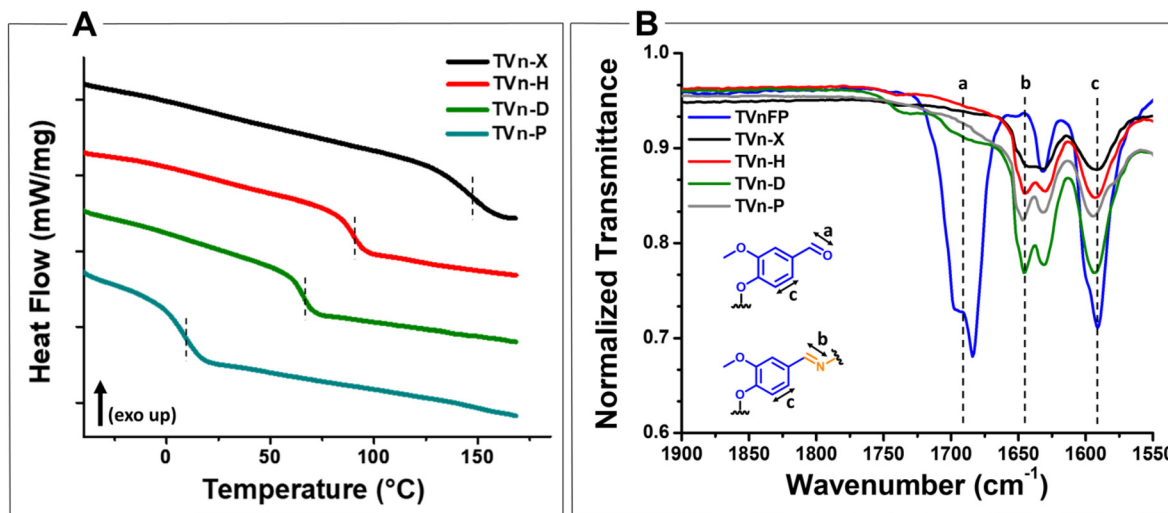 A
TVn-X
TVn-H
TVn-D
TVn-P
Heat Flow (mW/mg)
(exo up)
0
50
75
100
150
Temperature (°C)
B
Normalized Transmittance
1.0
0.9
0.8
0.7
0.6
a
b
c
TVnFP
TVn-X
TVn-H
TVn-D
TVn-P
a
O
O
O
c
b
O
N
O
c
1900
1850
1800
1750
1700
1650
1600
1550
Wavenumber (cm⁻¹)